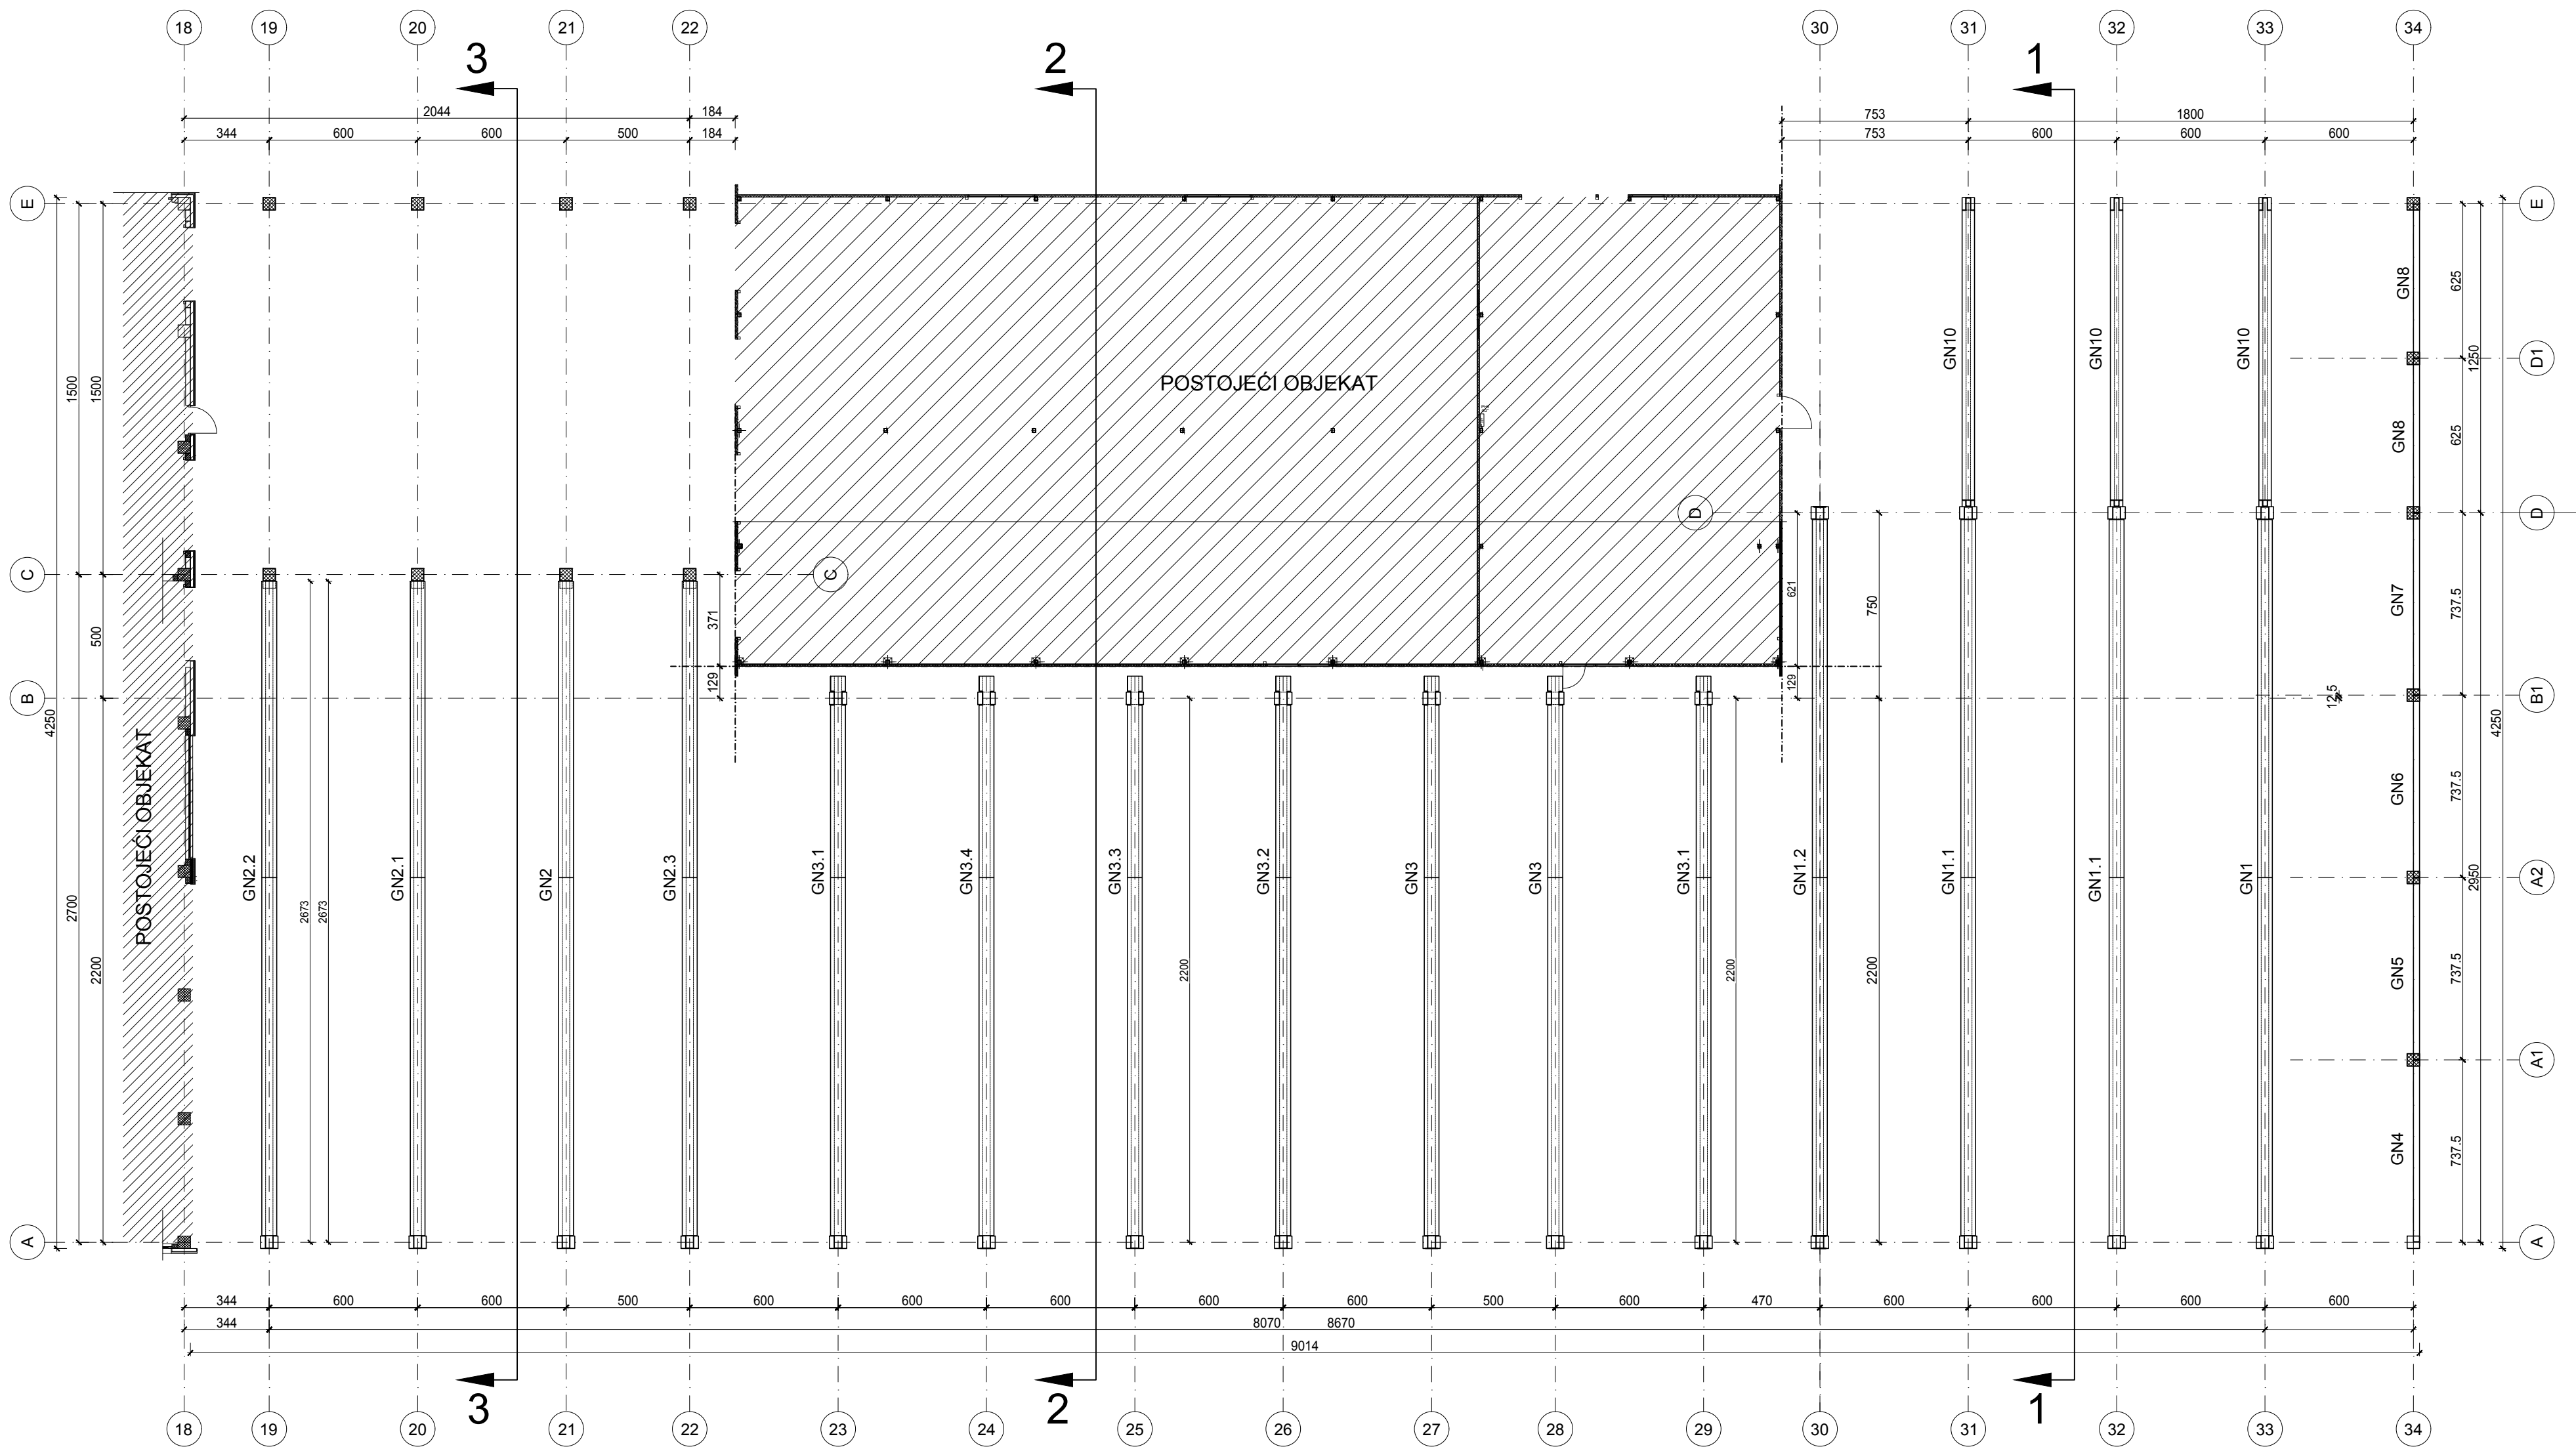 18 19 20 21 22 30 31 32 33 34
3 2 1
2044 184 753 1800
344 600 600 500 184 753 600 600 600
E E
GN8 625
POSTOJEĆI OBJEKAT
GN10 GN10 GN10 1250 D1
1500 1500
GN8 625
D D
C C
371 621 750 GN7 737.5
500
129 129
B 12.5 B1
4250 4250
POSTOJEĆI OBJEKAT
GN6 737.5
GN2.2 GN2.1 GN2 GN2.3 GN3.1 GN3.4 GN3.3 GN3.2 GN3 GN3 GN3.1 GN1.2 GN1.1 GN1.1 GN1 2950 A2
2700 2673 2673
2200 2200 2200 2200 GN5 737.5
A1
GN4 737.5
A A
344 600 600 500 600 600 600 600 600 500 600 470 600 600 600 600
344 8070 8670
9014
3 2 1
18 19 20 21 22 23 24 25 26 27 28 29 30 31 32 33 34